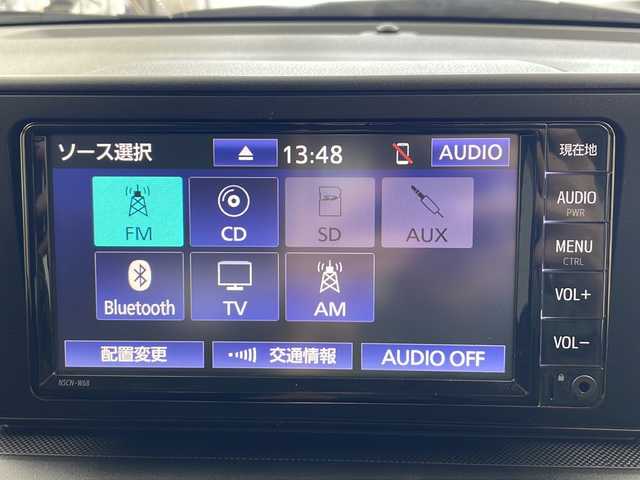 ソース選択
13:48
AUDIO
FM
CD
SD
AUX
Bluetooth
TV
AM
配置変更
交通情報
AUDIO OFF
現在地
AUDIO
PWR
MENU
CTRL
VOL+
VOL−
NSCN-W68